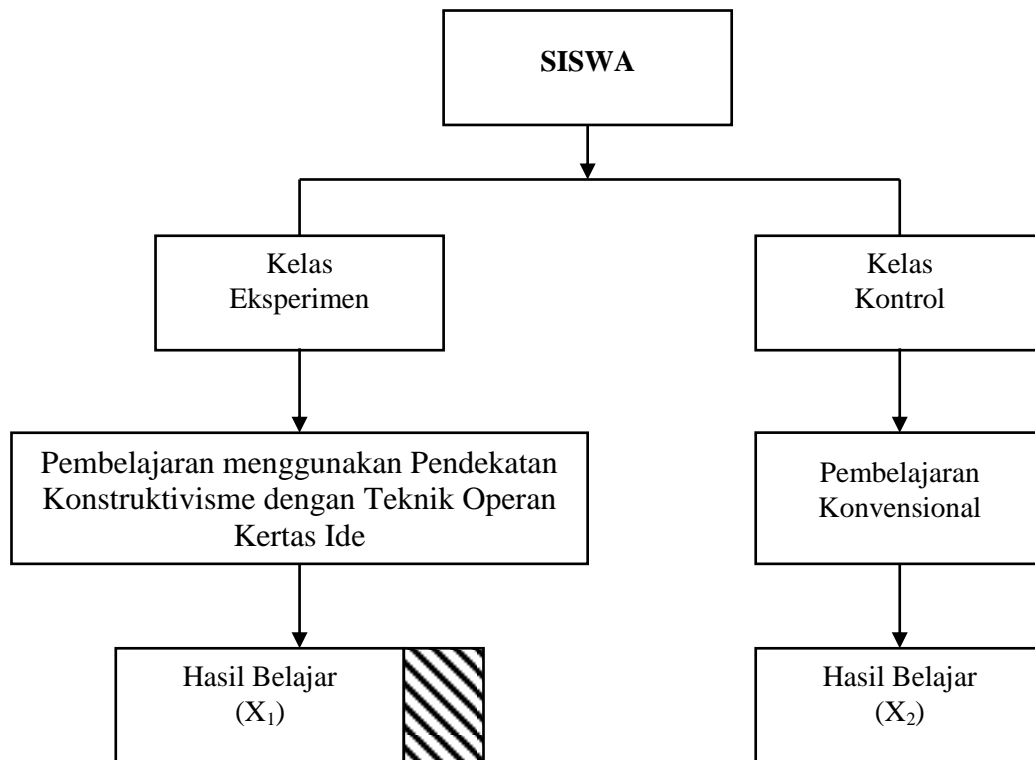 SISWA
Kelas
Eksperimen
Kelas
Kontrol
Pembelajaran menggunakan Pendekatan
Konstruktivisme dengan Teknik Operan
Kertas Ide
Pembelajaran
Konvensional
Hasil Belajar
(X₁)
Hasil Belajar
(X₂)